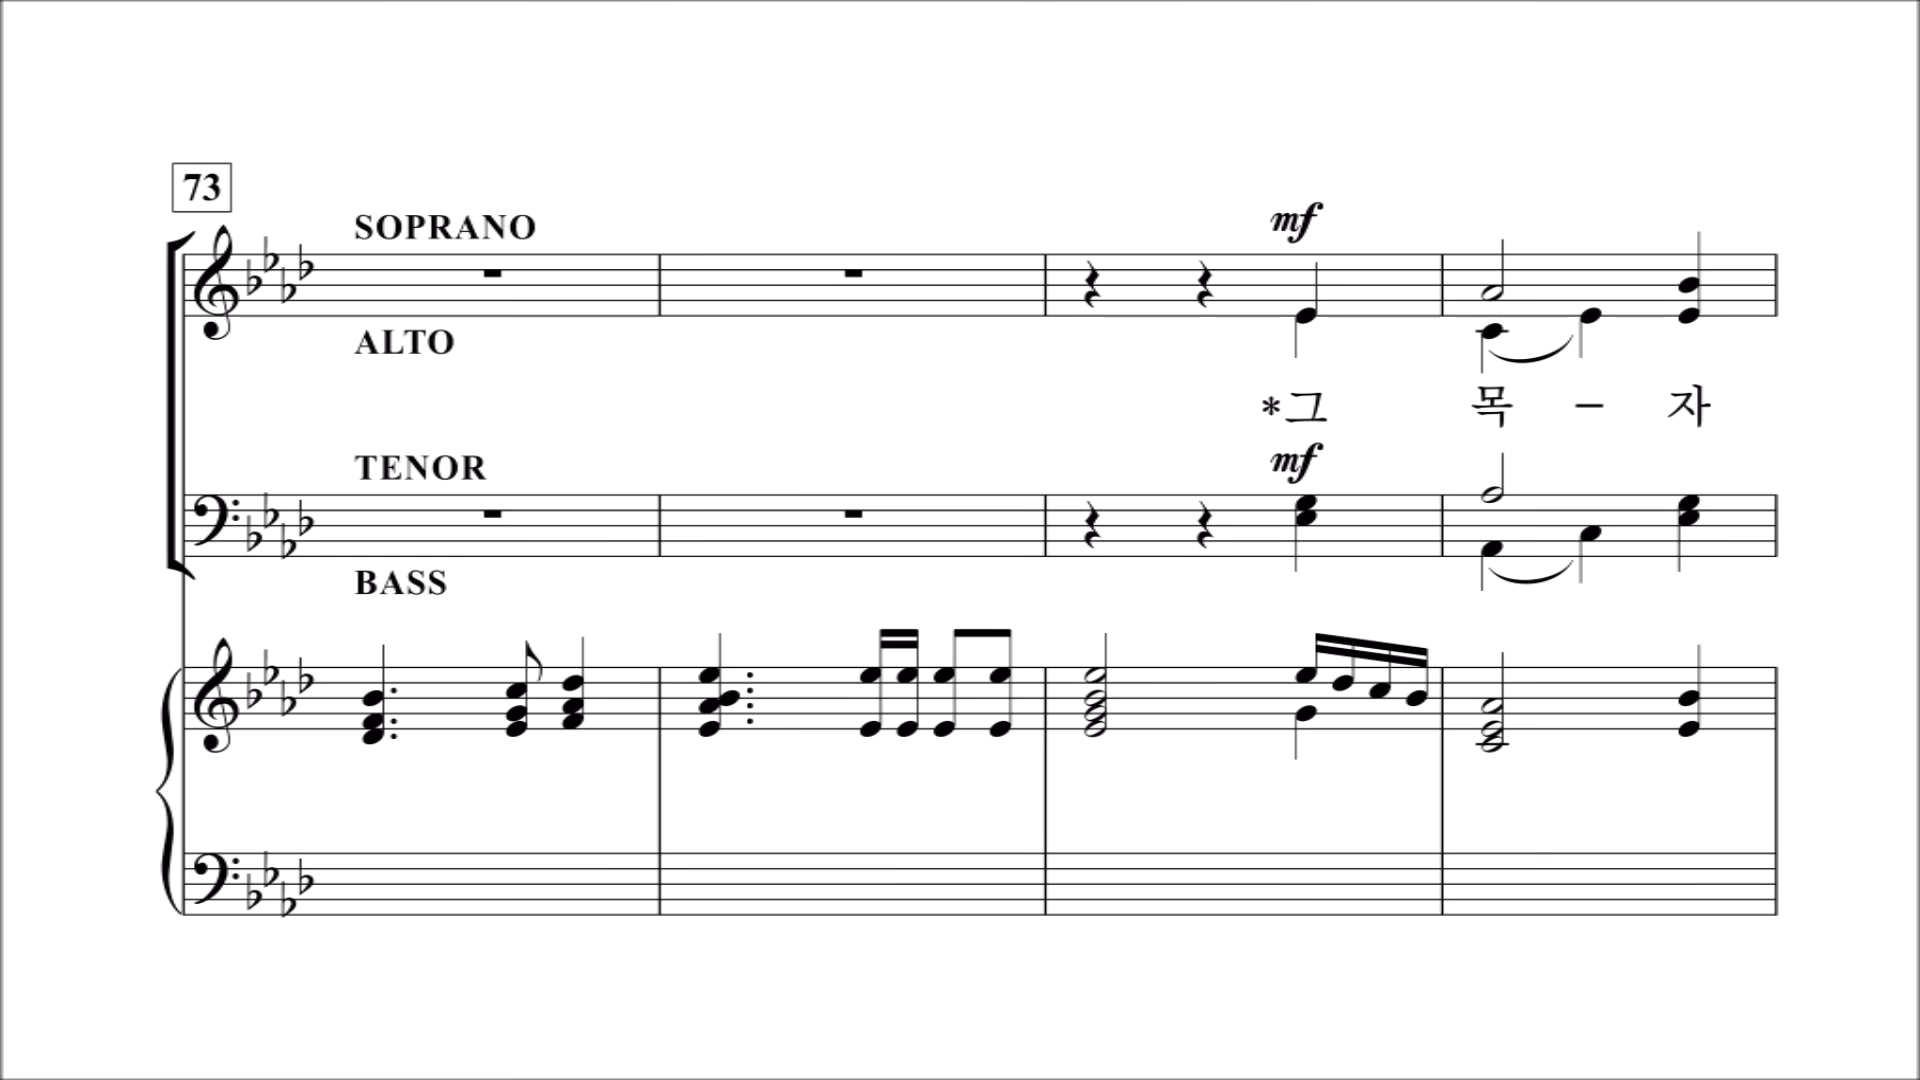 73
SOPRANO
mf
ALTO
*그 목 – 자
TENOR
mf
BASS